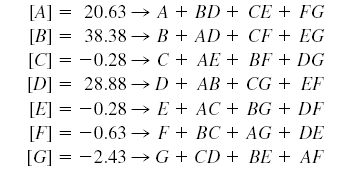 [A] = 20.63 → A + BD + CE + FG
[B] = 38.38 → B + AD + CF + EG
[C] = −0.28 → C + AE + BF + DG
[D] = 28.88 → D + AB + CG + EF
[E] = −0.28 → E + AC + BG + DF
[F] = −0.63 → F + BC + AG + DE
[G] = −2.43 → G + CD + BE + AF